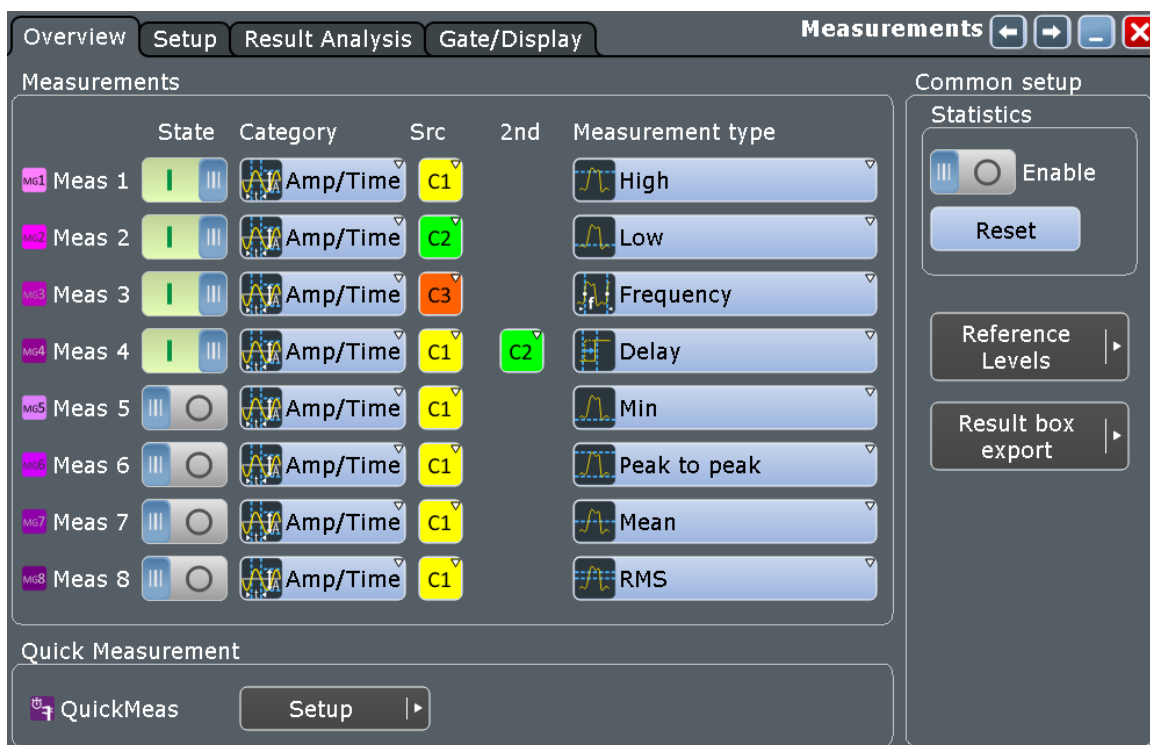 Overview Setup Result Analysis Gate/Display Measurements
Measurements
State Category Src 2nd Measurement type
MG1 Meas 1 Amp/Time C1 High
MG2 Meas 2 Amp/Time C2 Low
MG3 Meas 3 Amp/Time C3 f Frequency
MG4 Meas 4 Amp/Time C1 C2 Delay
MG5 Meas 5 Amp/Time C1 Min
MG6 Meas 6 Amp/Time C1 Peak to peak
MG7 Meas 7 Amp/Time C1 Mean
MG8 Meas 8 Amp/Time C1 RMS
Quick Measurement
QuickMeas Setup
Common setup
Statistics
Enable
Reset
Reference
Levels
Result box
export